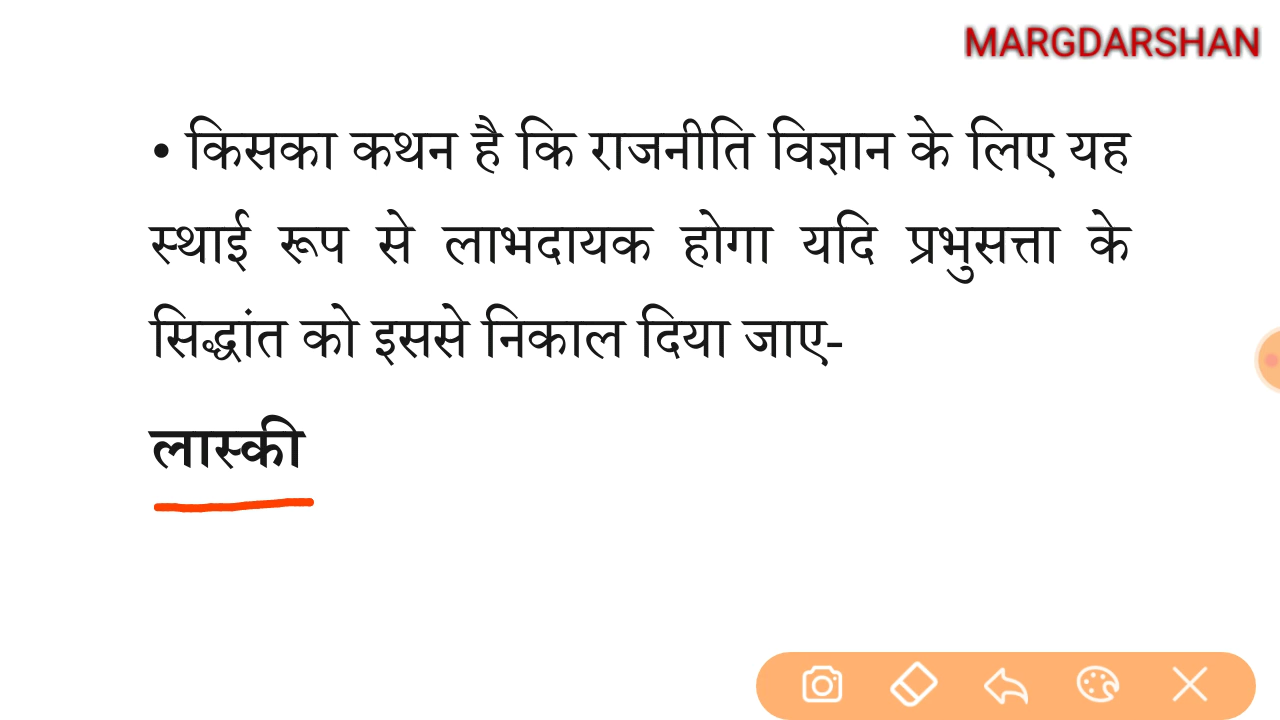 MARGDARSHAN
• किसका कथन है कि राजनीति विज्ञान के लिए यह
स्थाई रूप से लाभदायक होगा यदि प्रभुसत्ता के
सिद्धांत को इससे निकाल दिया जाए-
लास्की